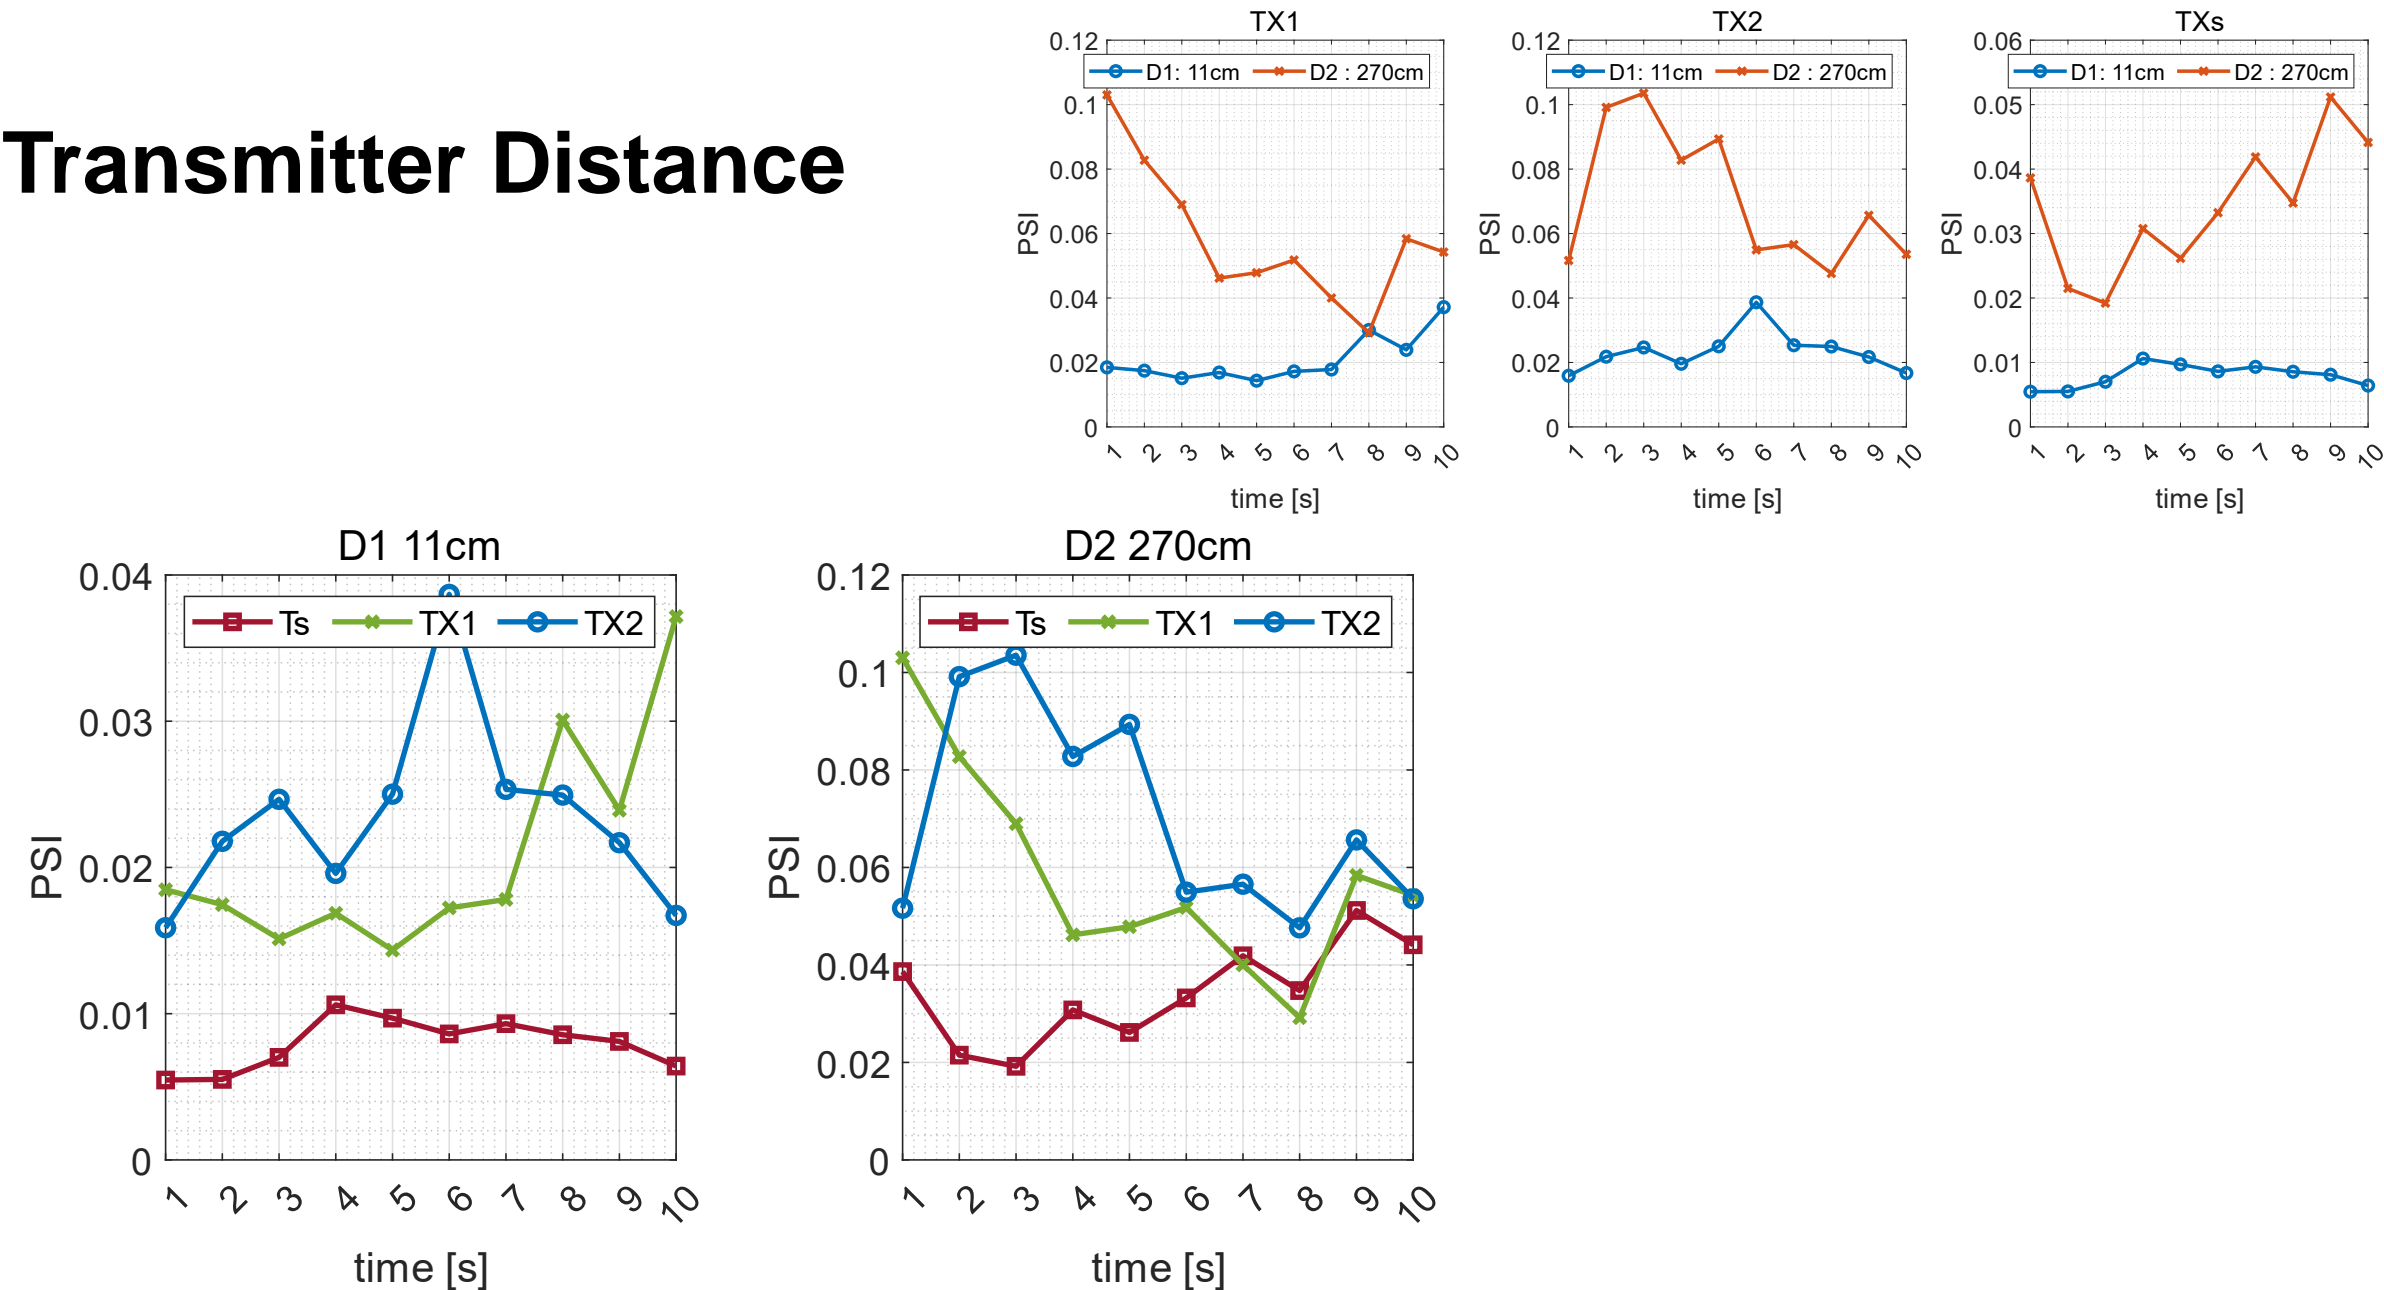 Transmitter Distance
TX1
0.12
0.1
0.08
0.06
0.04
0.02
0
PSI
D1: 11cm D2 : 270cm
1 2 3 4 5 6 7 8 9 10
time [s]
TX2
0.12
0.1
0.08
0.06
0.04
0.02
0
PSI
D1: 11cm D2 : 270cm
1 2 3 4 5 6 7 8 9 10
time [s]
TXs
0.06
0.05
0.04
0.03
0.02
0.01
0
PSI
D1: 11cm D2 : 270cm
1 2 3 4 5 6 7 8 9 10
time [s]
D1 11cm
0.04
0.03
0.02
0.01
0
PSI
Ts TX1 TX2
1 2 3 4 5 6 7 8 9 10
time [s]
D2 270cm
0.12
0.1
0.08
0.06
0.04
0.02
0
PSI
Ts TX1 TX2
1 2 3 4 5 6 7 8 9 10
time [s]